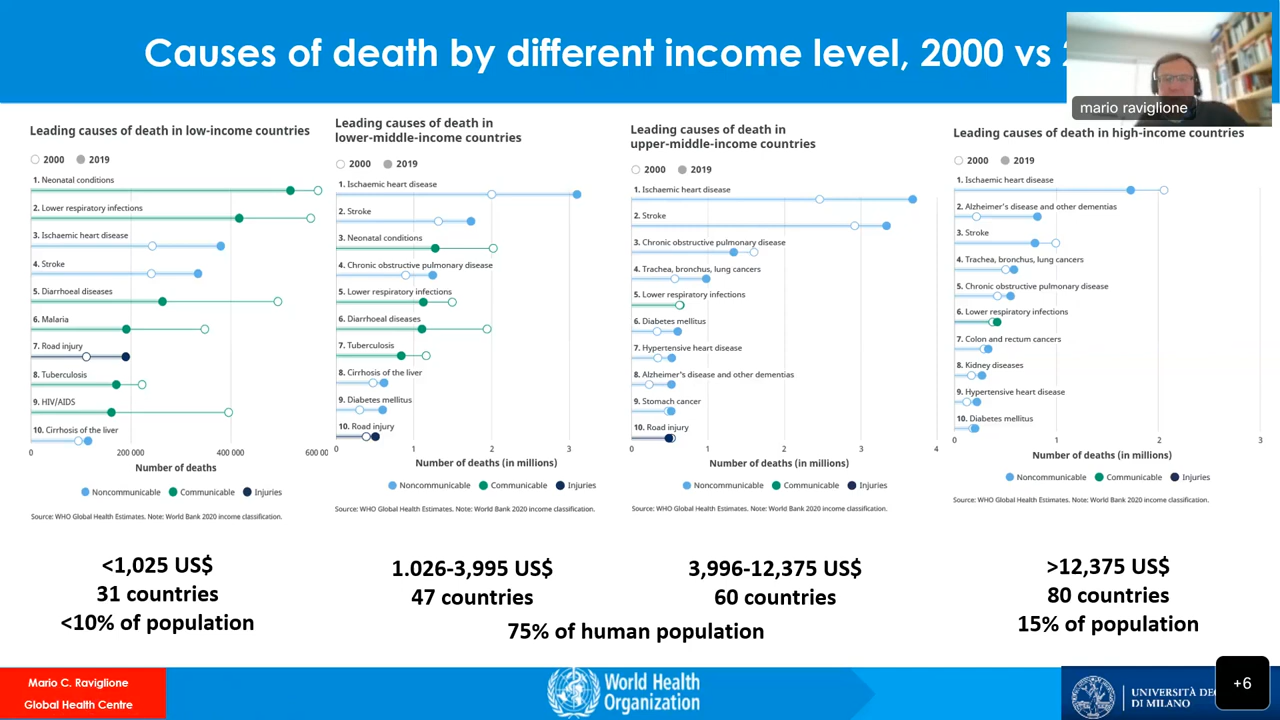 Causes of death by different income level, 2000 vs
mario raviglione
Leading causes of death in low-income countries
2000 2019
1. Neonatal conditions
2. Lower respiratory infections
3. Ischaemic heart disease
4. Stroke
5. Diarrhoeal diseases
6. Malaria
7. Road injury
8. Tuberculosis
9. HIV/AIDS
10. Cirrhosis of the liver
0 200 000 400 000 600 00
Number of deaths
Noncommunicable Communicable Injuries
Source: WHO Global Health Estimates. Note: World Bank 2020 income classification.
Leading causes of death in
lower-middle-income countries
2000 2019
1. Ischaemic heart disease
2. Stroke
3. Neonatal conditions
4. Chronic obstructive pulmonary disease
5. Lower respiratory infections
6. Diarrhoeal diseases
7. Tuberculosis
8. Cirrhosis of the liver
9. Diabetes mellitus
10. Road injury
0 1 2 3
Number of deaths (in millions)
Noncommunicable Communicable Injuries
Source: WHO Global Health Estimates. Note: World Bank 2020 income classification.
Leading causes of death in
upper-middle-income countries
2000 2019
1. Ischaemic heart disease
2. Stroke
3. Chronic obstructive pulmonary disease
4. Trachea, bronchus, lung cancers
5. Lower respiratory infections
6. Diabetes mellitus
7. Hypertensive heart disease
8. Alzheimer's disease and other dementias
9. Stomach cancer
10. Road injury
0 1 2 3 4
Number of deaths (in millions)
Noncommunicable Communicable Injuries
Source: WHO Global Health Estimates. Note: World Bank 2020 income classification.
Leading causes of death in high-income countries
2000 2019
1. Ischaemic heart disease
2. Alzheimer's disease and other dementias
3. Stroke
4. Trachea, bronchus, lung cancers
5. Chronic obstructive pulmonary disease
6. Lower respiratory infections
7. Colon and rectum cancers
8. Kidney diseases
9. Hypertensive heart disease
10. Diabetes mellitus
0 1 2 3
Number of deaths (in millions)
Noncommunicable Communicable Injuries
Source: WHO Global Health Estimates. Note: World Bank 2020 income classification.
<1,025 US$
31 countries
<10% of population
1.026-3,995 US$
47 countries
3,996-12,375 US$
60 countries
75% of human population
>12,375 US$
80 countries
15% of population
Mario C. Raviglione
Global Health Centre
World Health
Organization
UNIVERSITÀ DE
DI MILANO
+6